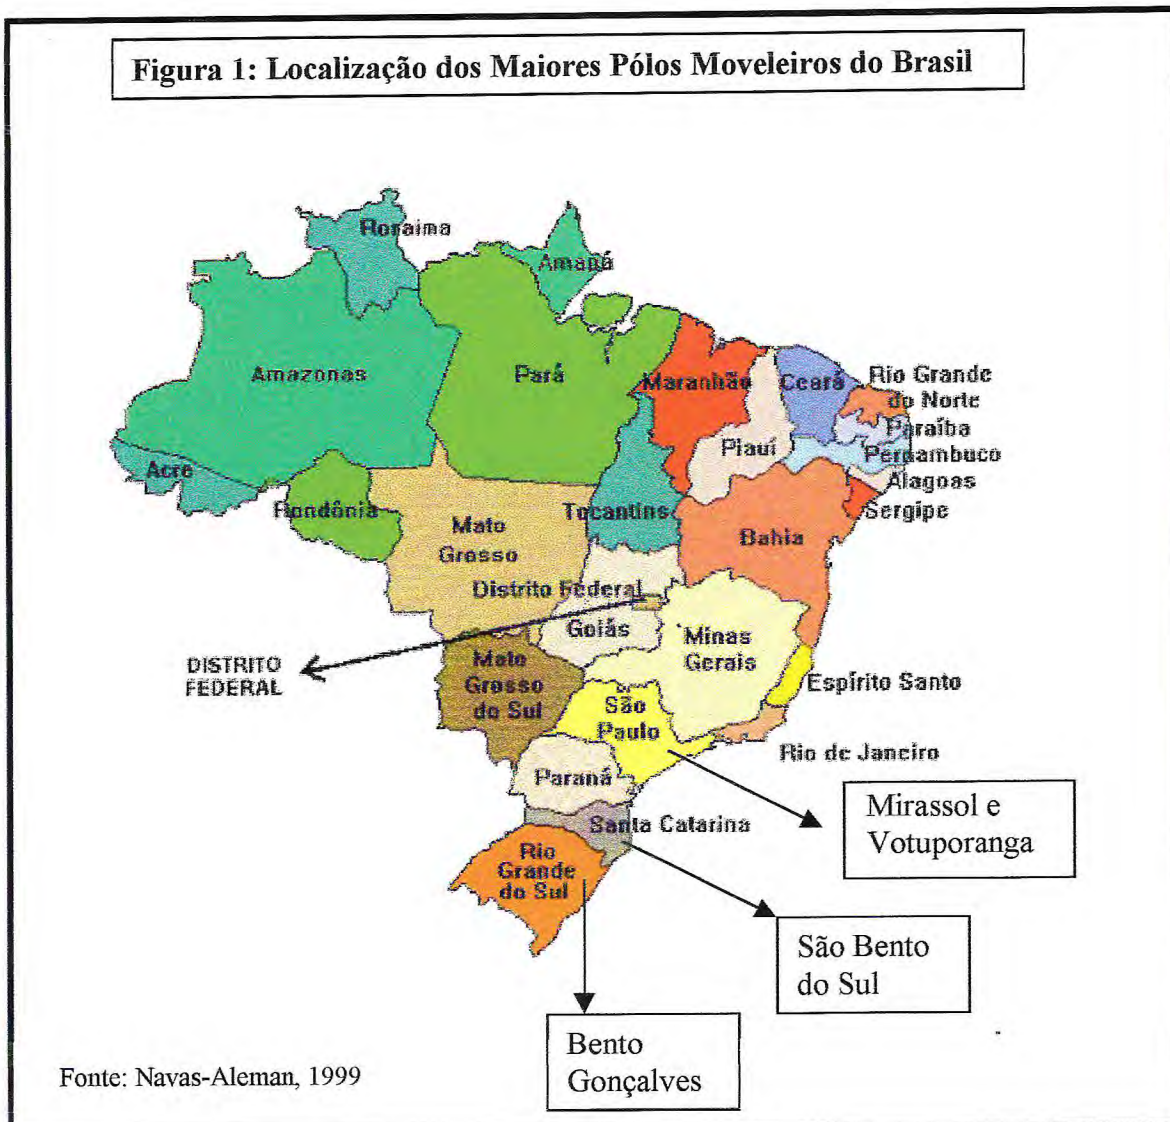 Figura 1: Localização dos Maiores Pólos Moveleiros do Brasil
Roraima
Amapá
Amazonas
Pará
Maranhão
Ceará
Rio Grande
do Norte
Paraíba
Piauí
Pernambuco
Acre
Alagoas
Rondônia
Tocantins
Sergipe
Mato
Grosso
Bahia
Distrito Federal
Goiás
Minas
Gerais
DISTRITO
FEDERAL
Mato
Grosso
do Sul
Espírito Santo
São
Paulo
Rio de Janeiro
Paraná
Mirassol e
Votuporanga
Santa Catarina
Rio
Grande
do Sul
São Bento
do Sul
Bento
Gonçalves
Fonte: Navas-Aleman, 1999